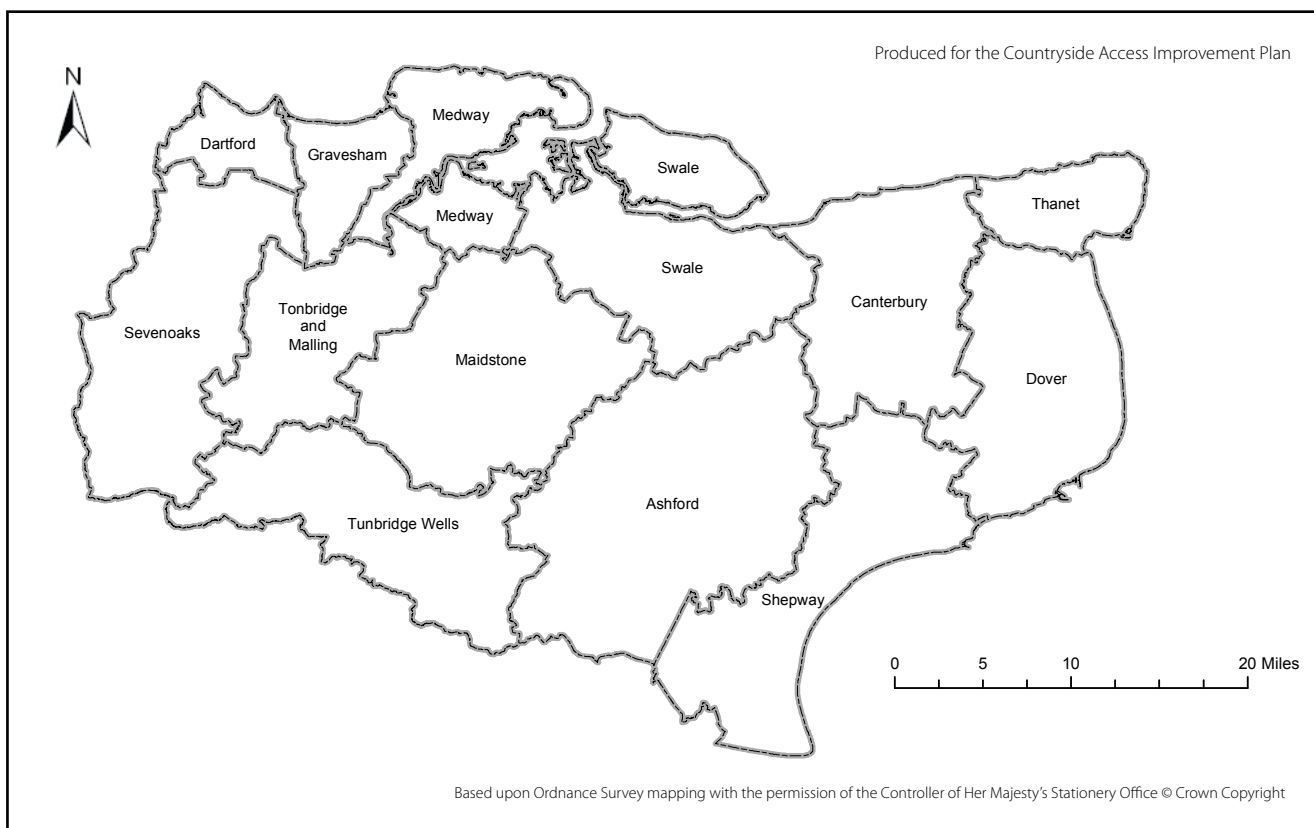 Produced for the Countryside Access Improvement Plan
N
Medway
Dartford
Gravesham
Swale
Thanet
Medway
Swale
Canterbury
Tonbridge
and
Malling
Sevenoaks
Maidstone
Dover
Ashford
Tunbridge Wells
Shepway
0 5 10 20 Miles
Based upon Ordnance Survey mapping with the permission of the Controller of Her Majesty's Stationery Office © Crown Copyright